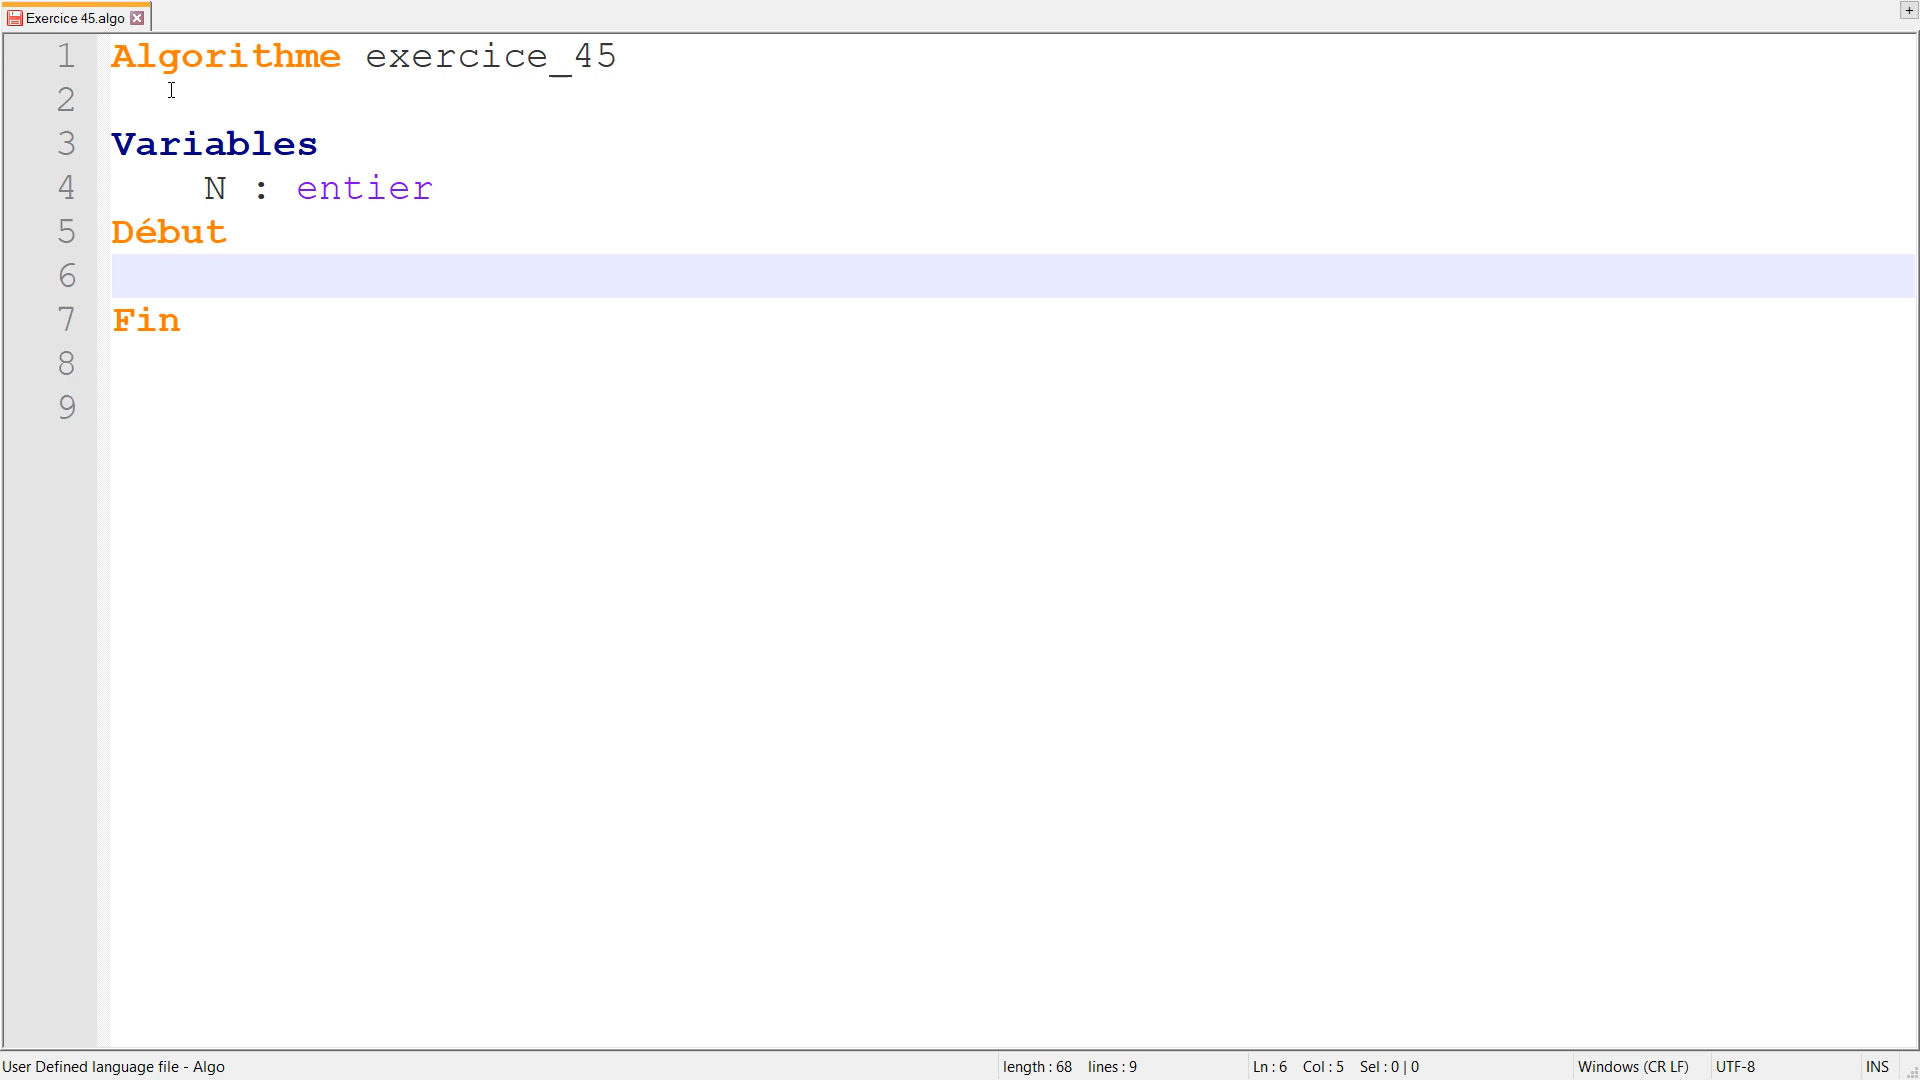 Exercice 45.algo
+
1 Algorithme exercice_45
2
3 Variables
4 N : entier
5 Début
6
7 Fin
8
9
User Defined language file - Algo length : 68 lines : 9 Ln : 6 Col : 5 Sel : 0 | 0 Windows (CR LF) UTF-8 INS